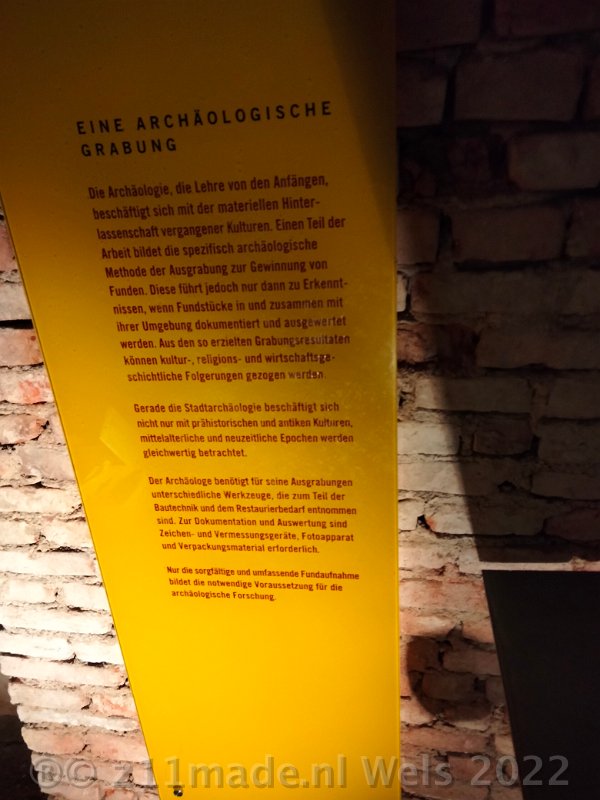 EINE ARCHÄOLOGISCHE
GRABUNG
Die Archäologie, die Lehre von den Anfängen,
beschäftigt sich mit der materiellen Hinter-
lassenschaft vergangener Kulturen. Einen Teil der
Arbeit bildet die spezifisch archäologische
Methode der Ausgrabung zur Gewinnung von
Funden. Diese führt jedoch nur dann zu Erkennt-
nissen, wenn Fundstücke in und zusammen mit
ihrer Umgebung dokumentiert und ausgewertet
werden. Aus den so erzielten Grabungsresultaten
können kultur-, religions- und wirtschaftsge-
schichtliche Folgerungen gezogen werden.
Gerade die Stadtarchäologie beschäftigt sich
nicht nur mit prähistorischen und antiken Kulturen,
mittelalterliche und neuzeitliche Epochen werden
gleichwertig betrachtet.
Der Archäologe benötigt für seine Ausgrabungen
unterschiedliche Werkzeuge, die zum Teil der
Bautechnik und dem Restaurierbedarf entnommen
sind. Zur Dokumentation und Auswertung sind
Zeichen- und Vermessungsgeräte, Fotoapparat
und Verpackungsmaterial erforderlich.
Nur die sorgfältige und umfassende Fundaufnahme
bildet die notwendige Voraussetzung für die
archäologische Forschung.
®© 211made.nl Wels 2022